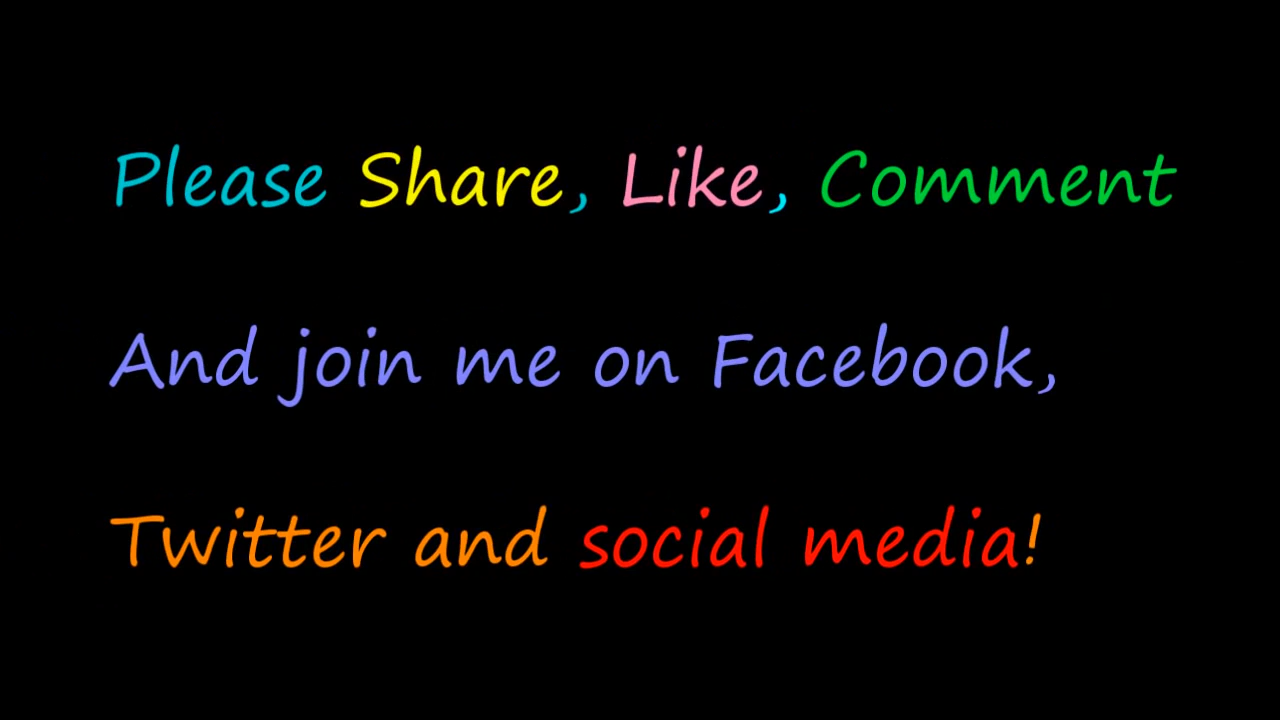 Please Share, Like, Comment
And join me on Facebook,
Twitter and social media!